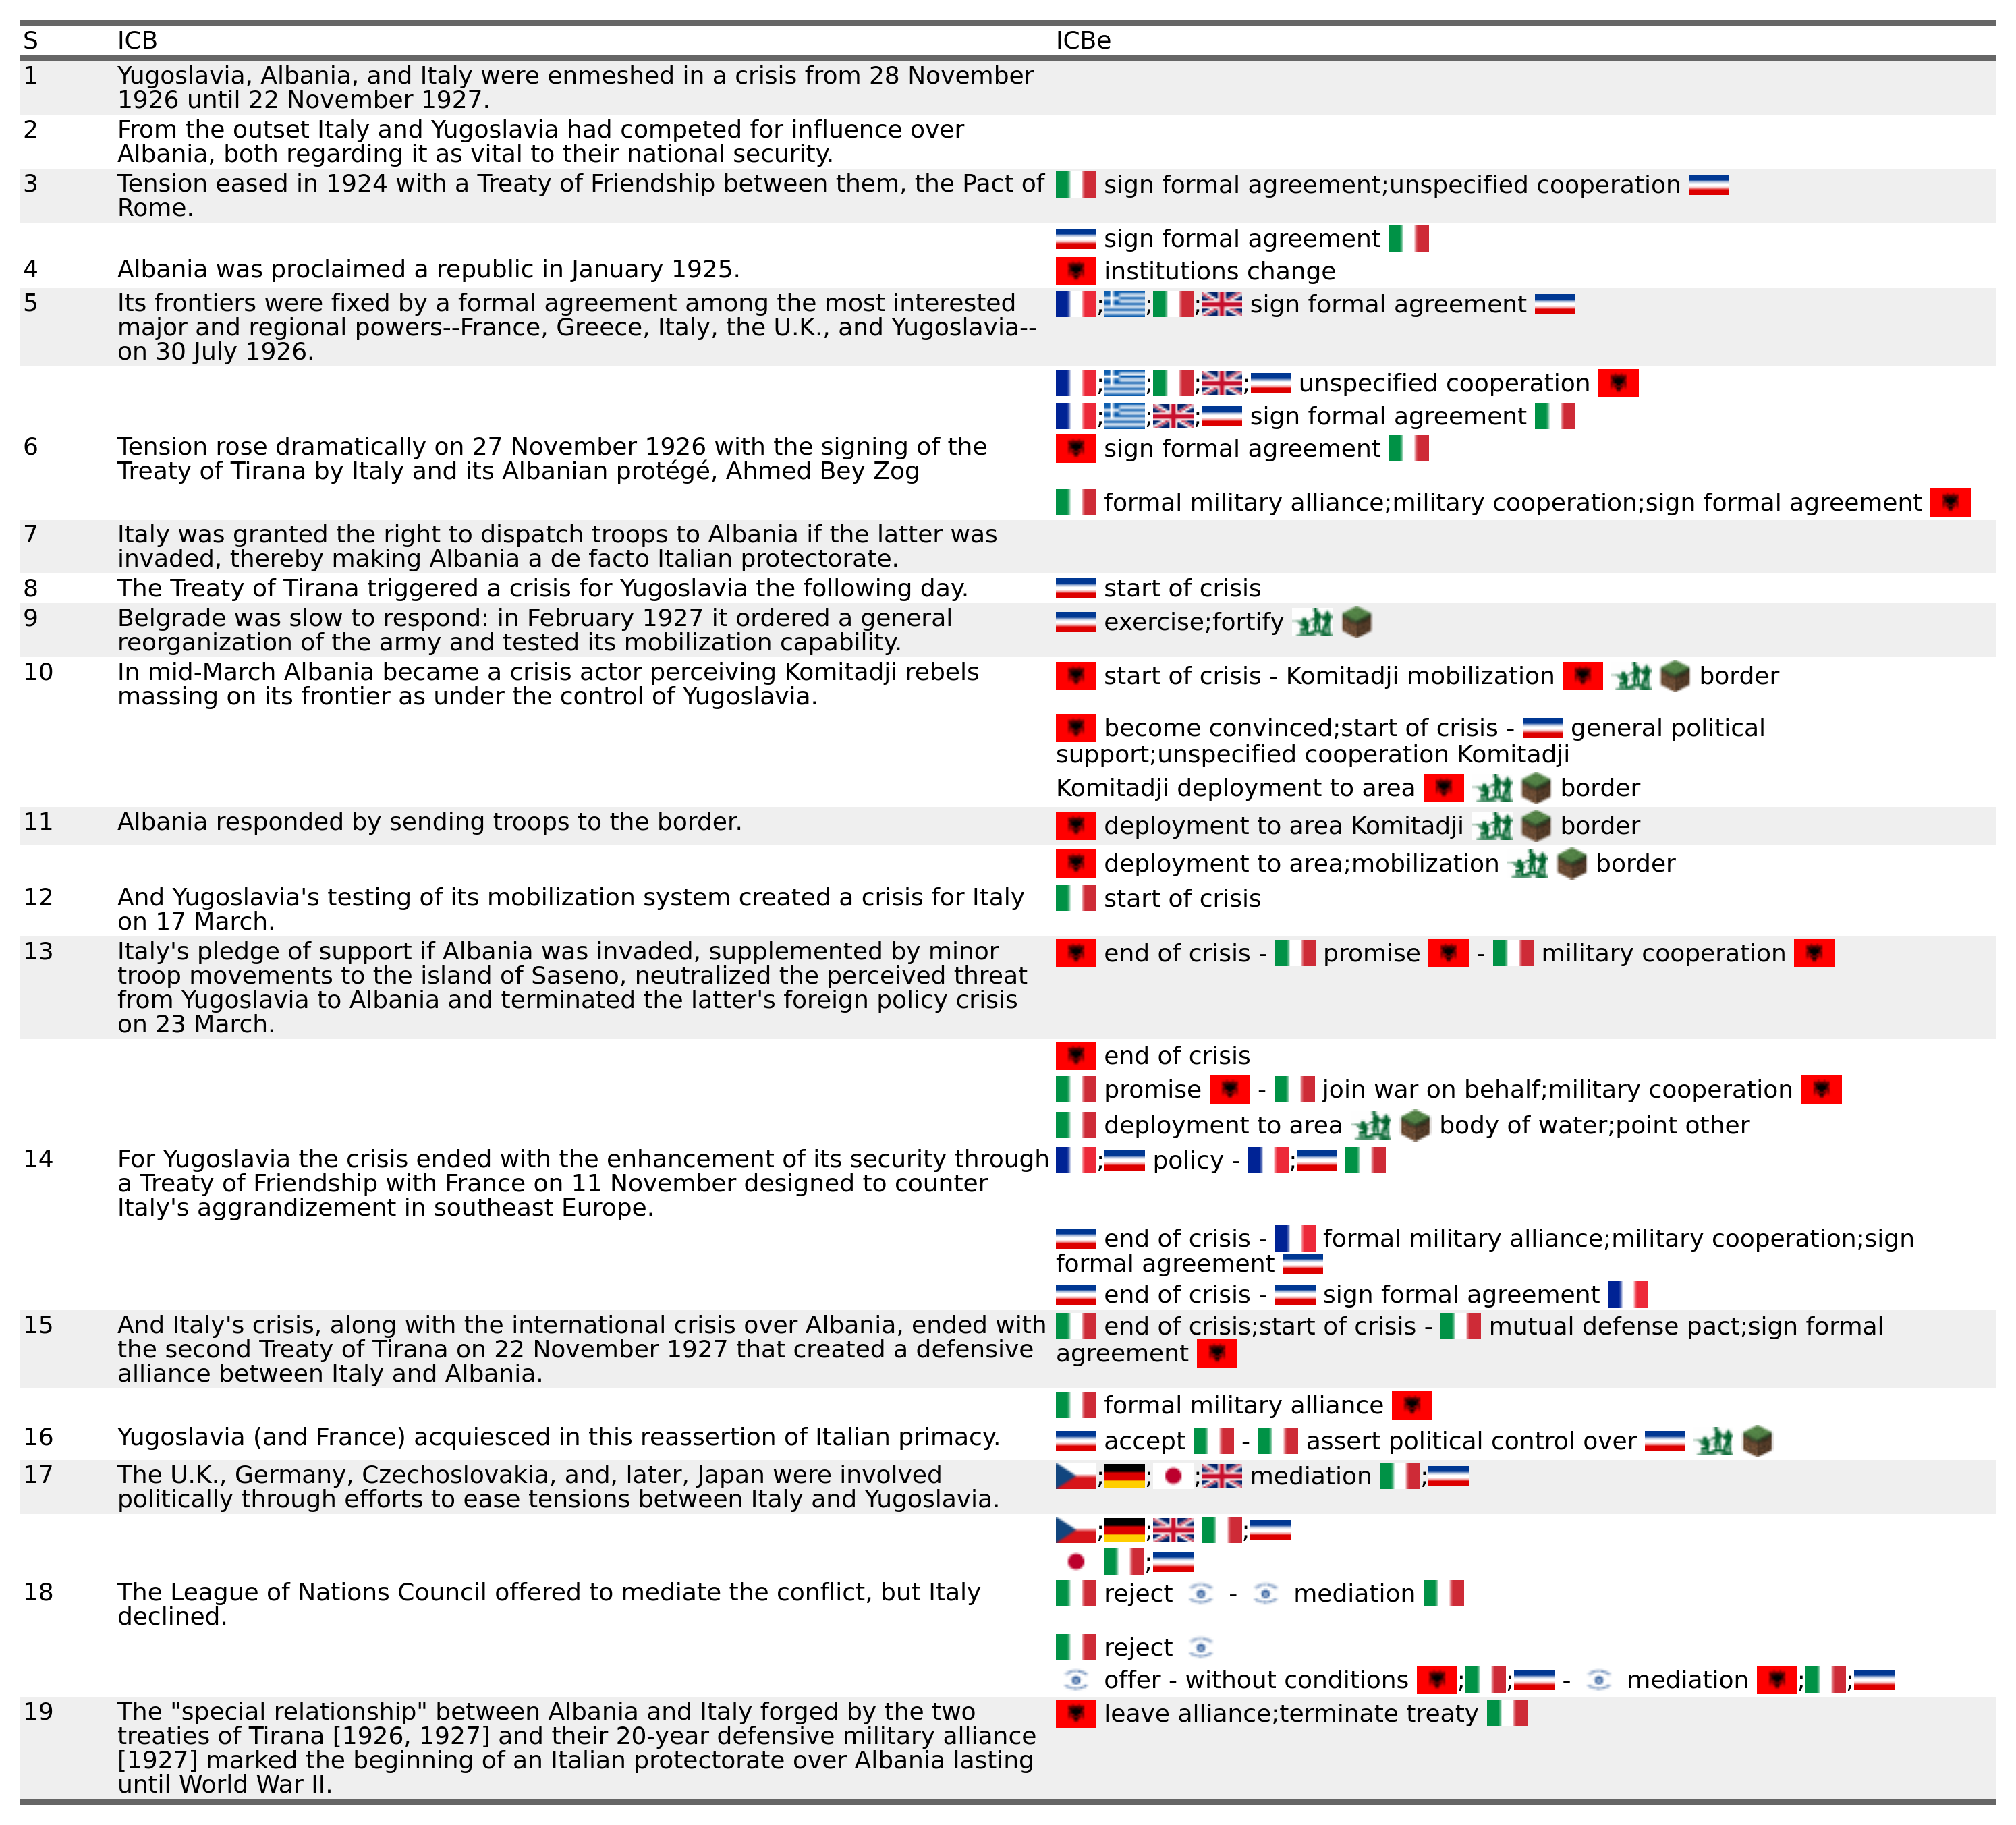 S ICB ICBe
1 Yugoslavia, Albania, and Italy were enmeshed in a crisis from 28 November
1926 until 22 November 1927.
2 From the outset Italy and Yugoslavia had competed for influence over
Albania, both regarding it as vital to their national security.
3 Tension eased in 1924 with a Treaty of Friendship between them, the Pact of sign formal agreement;unspecified cooperation
Rome.
sign formal agreement
4 Albania was proclaimed a republic in January 1925. institutions change
5 Its frontiers were fixed by a formal agreement among the most interested ; ; ; sign formal agreement
major and regional powers--France, Greece, Italy, the U.K., and Yugoslavia--
on 30 July 1926.
; ; ; ; unspecified cooperation
; ; ; sign formal agreement
6 Tension rose dramatically on 27 November 1926 with the signing of the sign formal agreement
Treaty of Tirana by Italy and its Albanian protégé, Ahmed Bey Zog
formal military alliance;military cooperation;sign formal agreement
7 Italy was granted the right to dispatch troops to Albania if the latter was
invaded, thereby making Albania a de facto Italian protectorate.
8 The Treaty of Tirana triggered a crisis for Yugoslavia the following day. start of crisis
9 Belgrade was slow to respond: in February 1927 it ordered a general exercise;fortify
reorganization of the army and tested its mobilization capability.
10 In mid-March Albania became a crisis actor perceiving Komitadji rebels start of crisis - Komitadji mobilization border
massing on its frontier as under the control of Yugoslavia.
become convinced;start of crisis - general political
support;unspecified cooperation Komitadji
Komitadji deployment to area border
11 Albania responded by sending troops to the border. deployment to area Komitadji border
deployment to area;mobilization border
12 And Yugoslavia's testing of its mobilization system created a crisis for Italy start of crisis
on 17 March.
13 Italy's pledge of support if Albania was invaded, supplemented by minor end of crisis - promise - military cooperation
troop movements to the island of Saseno, neutralized the perceived threat
from Yugoslavia to Albania and terminated the latter's foreign policy crisis
on 23 March.
end of crisis
promise - join war on behalf;military cooperation
deployment to area body of water;point other
14 For Yugoslavia the crisis ended with the enhancement of its security through ; policy - ;
a Treaty of Friendship with France on 11 November designed to counter
Italy's aggrandizement in southeast Europe.
end of crisis - formal military alliance;military cooperation;sign
formal agreement
end of crisis - sign formal agreement
15 And Italy's crisis, along with the international crisis over Albania, ended with end of crisis;start of crisis - mutual defense pact;sign formal
the second Treaty of Tirana on 22 November 1927 that created a defensive agreement
alliance between Italy and Albania.
formal military alliance
16 Yugoslavia (and France) acquiesced in this reassertion of Italian primacy. accept - assert political control over
17 The U.K., Germany, Czechoslovakia, and, later, Japan were involved ; ; ; mediation ;
politically through efforts to ease tensions between Italy and Yugoslavia.
; ; ;
;
18 The League of Nations Council offered to mediate the conflict, but Italy reject - mediation
declined.
reject
offer - without conditions ; ; - mediation ; ;
19 The "special relationship" between Albania and Italy forged by the two leave alliance;terminate treaty
treaties of Tirana [1926, 1927] and their 20-year defensive military alliance
[1927] marked the beginning of an Italian protectorate over Albania lasting
until World War II.